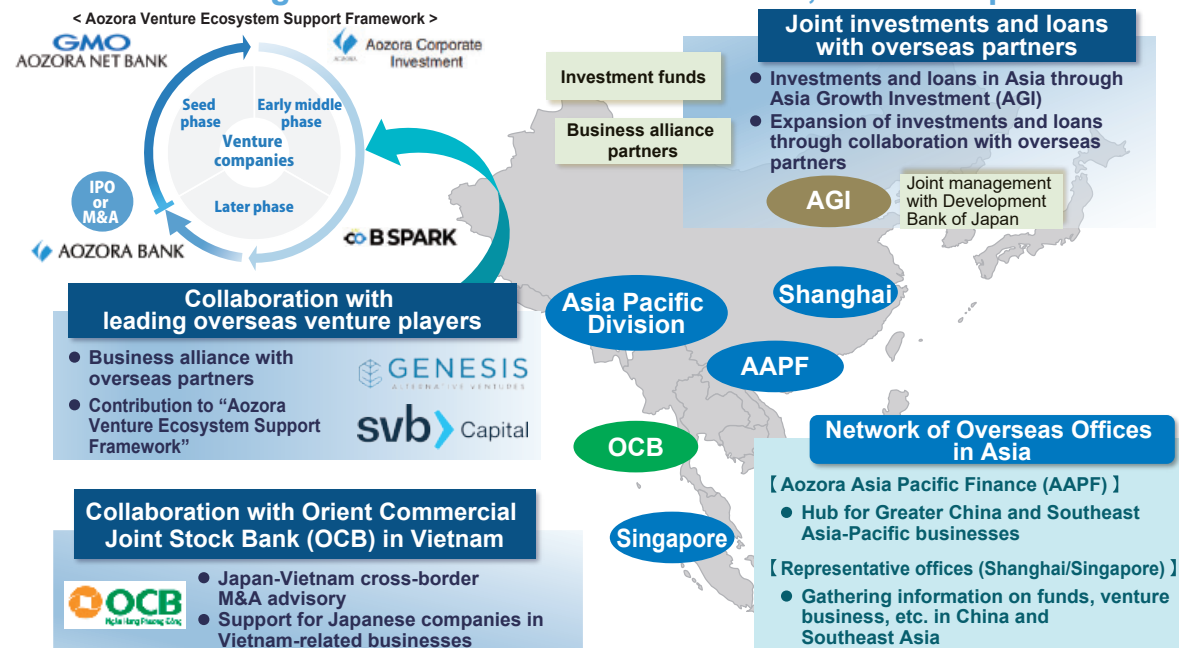 < Aozora Venture Ecosystem Support Framework >
GMO
AOZORA NET BANK
Aozora Corporate
Investment
Seed
phase
Early middle
phase
Venture
companies
Later phase
IPO
or
M&A
AOZORA BANK
B SPARK
Investment funds
Business alliance
partners
Joint investments and loans
with overseas partners
● Investments and loans in Asia through
Asia Growth Investment (AGI)
● Expansion of investments and loans
through collaboration with overseas
partners
AGI
Joint management
with Development
Bank of Japan
Collaboration with
leading overseas venture players
● Business alliance with
overseas partners
● Contribution to “Aozora
Venture Ecosystem Support
Framework”
GENESIS
ALTERNATIVE VENTURES
svb Capital
Asia Pacific
Division
Shanghai
AAPF
OCB
Singapore
Collaboration with Orient Commercial
Joint Stock Bank (OCB) in Vietnam
OCB
Ngân Hàng Phương Đông
● Japan-Vietnam cross-border
M&A advisory
● Support for Japanese companies in
Vietnam-related businesses
Network of Overseas Offices
in Asia
【 Aozora Asia Pacific Finance (AAPF) 】
● Hub for Greater China and Southeast
Asia-Pacific businesses
【 Representative offices (Shanghai/Singapore) 】
● Gathering information on funds, venture
business, etc. in China and
Southeast Asia